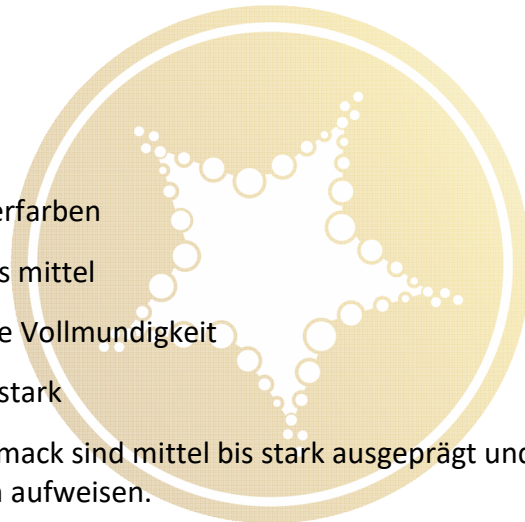 erfarben
s mittel
e Vollmundigkeit
stark
mack sind mittel bis stark ausgeprägt und
n aufweisen.